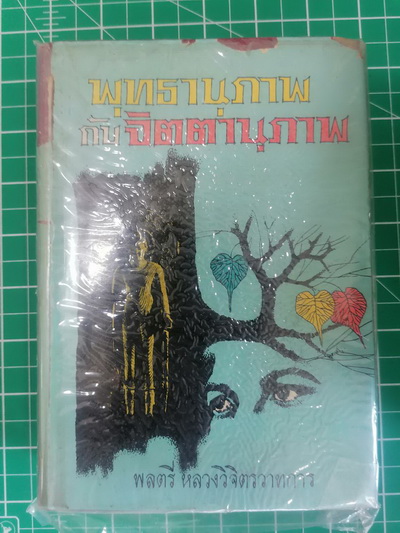 พุทธานุภาพ
กับจิตตานุภาพ
พลตรี หลวงวิจิตรวาทการ